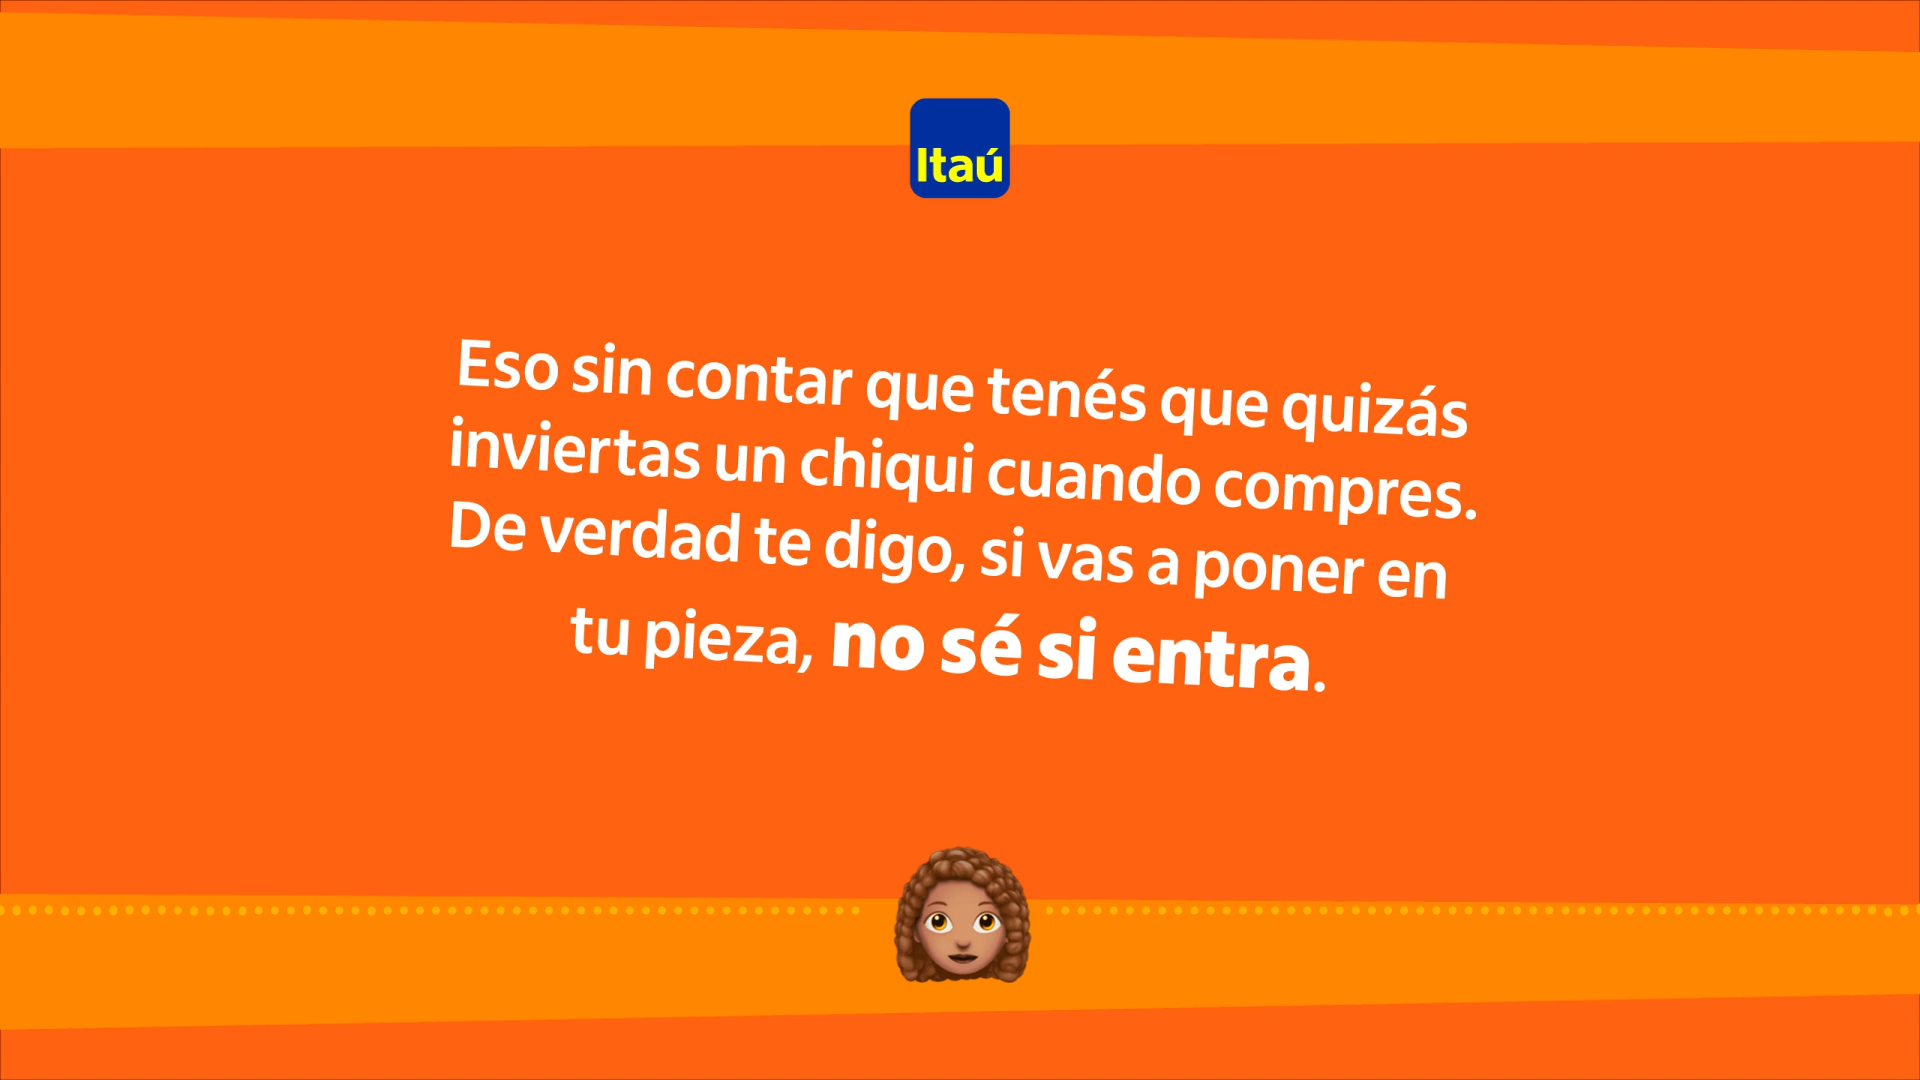 Itaú
Eso sin contar que tenés que quizás
inviertas un chiqui cuando compres.
De verdad te digo, si vas a poner en
tu pieza, no sé si entra.